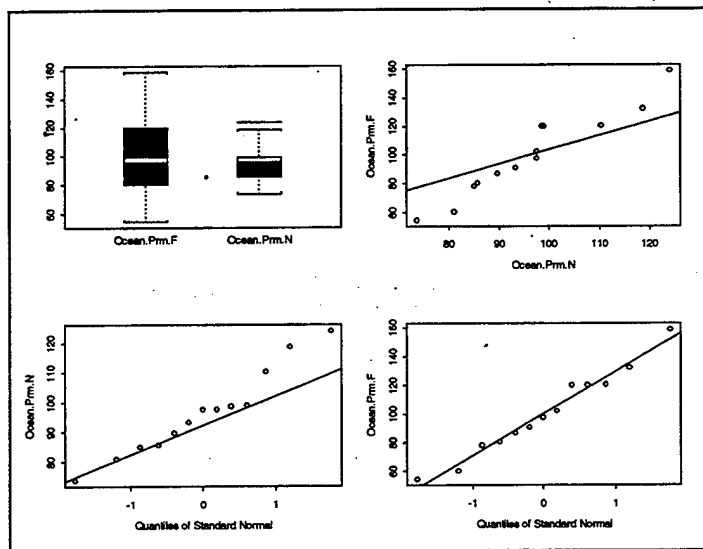 60 80 100 120 140 160
Ocean.Prm.F Ocean.Prm.N
Ocean.Prm.F
60 80 100 120 140 160
80 90 100 110 120
Ocean.Prm.N
Ocean.Prm.N
80 90 100 110 120
-1 0 1
Quantiles of Standard Normal
Ocean.Prm.F
60 80 100 120 140 160
-1 0 1
Quantiles of Standard Normal